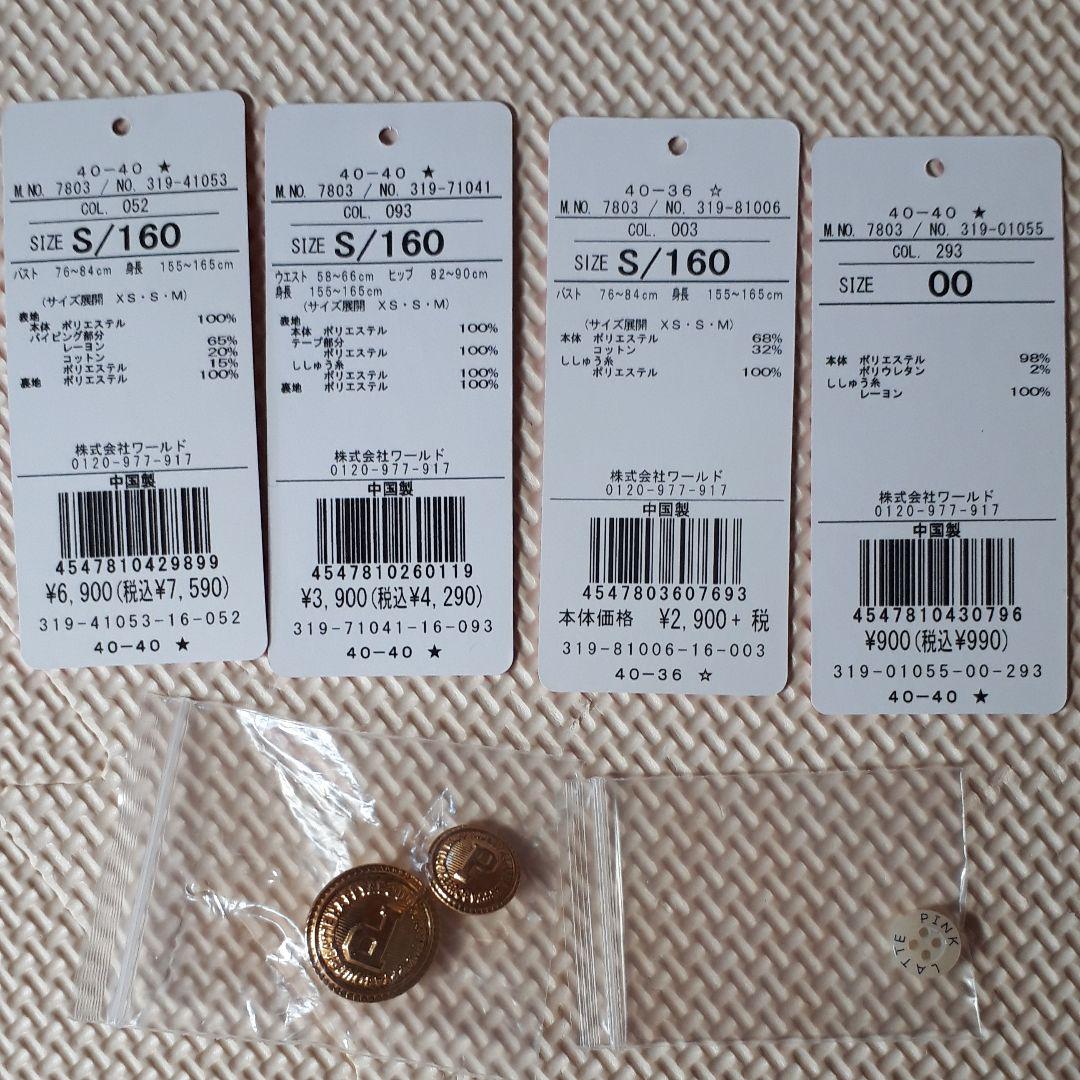 40-40 ★
M.NO. 7803 / NO. 319-41053
COL. 052
SIZE S/160
バスト 76~84cm 身長 155~165cm
(サイズ展開 XS・S・M)
表地
本体 ポリエステル 100%
パイピング部分
レーヨン 65%
コットン 20%
ポリエステル 15%
裏地 ポリエステル 100%
株式会社ワールド
0120-977-917
中国製
4547810429899
¥6,900(税込¥7,590)
319-41053-16-052
40-40 ★
40-40 ★
M.NO. 7803 / NO. 319-71041
COL. 093
SIZE S/160
ウエスト 58~66cm ヒップ 82~90cm
身長 155~165cm
(サイズ展開 XS・S・M)
表地
本体 ポリエステル 100%
テープ部分
ポリエステル 100%
ししゅう糸
ポリエステル 100%
裏地 ポリエステル 100%
株式会社ワールド
0120-977-917
中国製
4547810260119
¥3,900(税込¥4,290)
319-71041-16-093
40-40 ★
40-36 ☆
M.NO. 7803 / NO. 319-81006
COL. 003
SIZE S/160
バスト 76~84cm 身長 155~165cm
(サイズ展開 XS・S・M)
本体 ポリエステル 68%
コットン 32%
ししゅう糸
ポリエステル 100%
株式会社ワールド
0120-977-917
中国製
4547803607693
本体価格 ¥2,900+ 税
319-81006-16-003
40-36 ☆
40-40 ★
M.NO. 7803 / NO. 319-01055
COL. 293
SIZE 00
本体 ポリエステル 98%
ポリウレタン 2%
ししゅう糸
レーヨン 100%
株式会社ワールド
0120-977-917
中国製
4547810430796
¥900(税込¥990)
319-01055-00-293
40-40 ★
PINK
LATTE